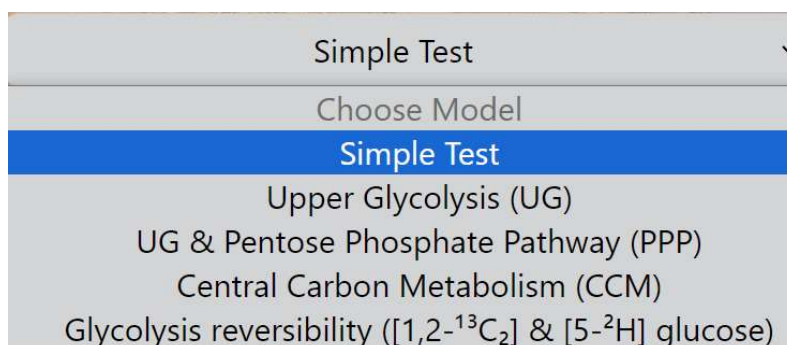 Simple Test
Choose Model
Simple Test
Upper Glycolysis (UG)
UG & Pentose Phosphate Pathway (PPP)
Central Carbon Metabolism (CCM)
Glycolysis reversibility ([1,2-¹³C₂] & [5-²H] glucose)